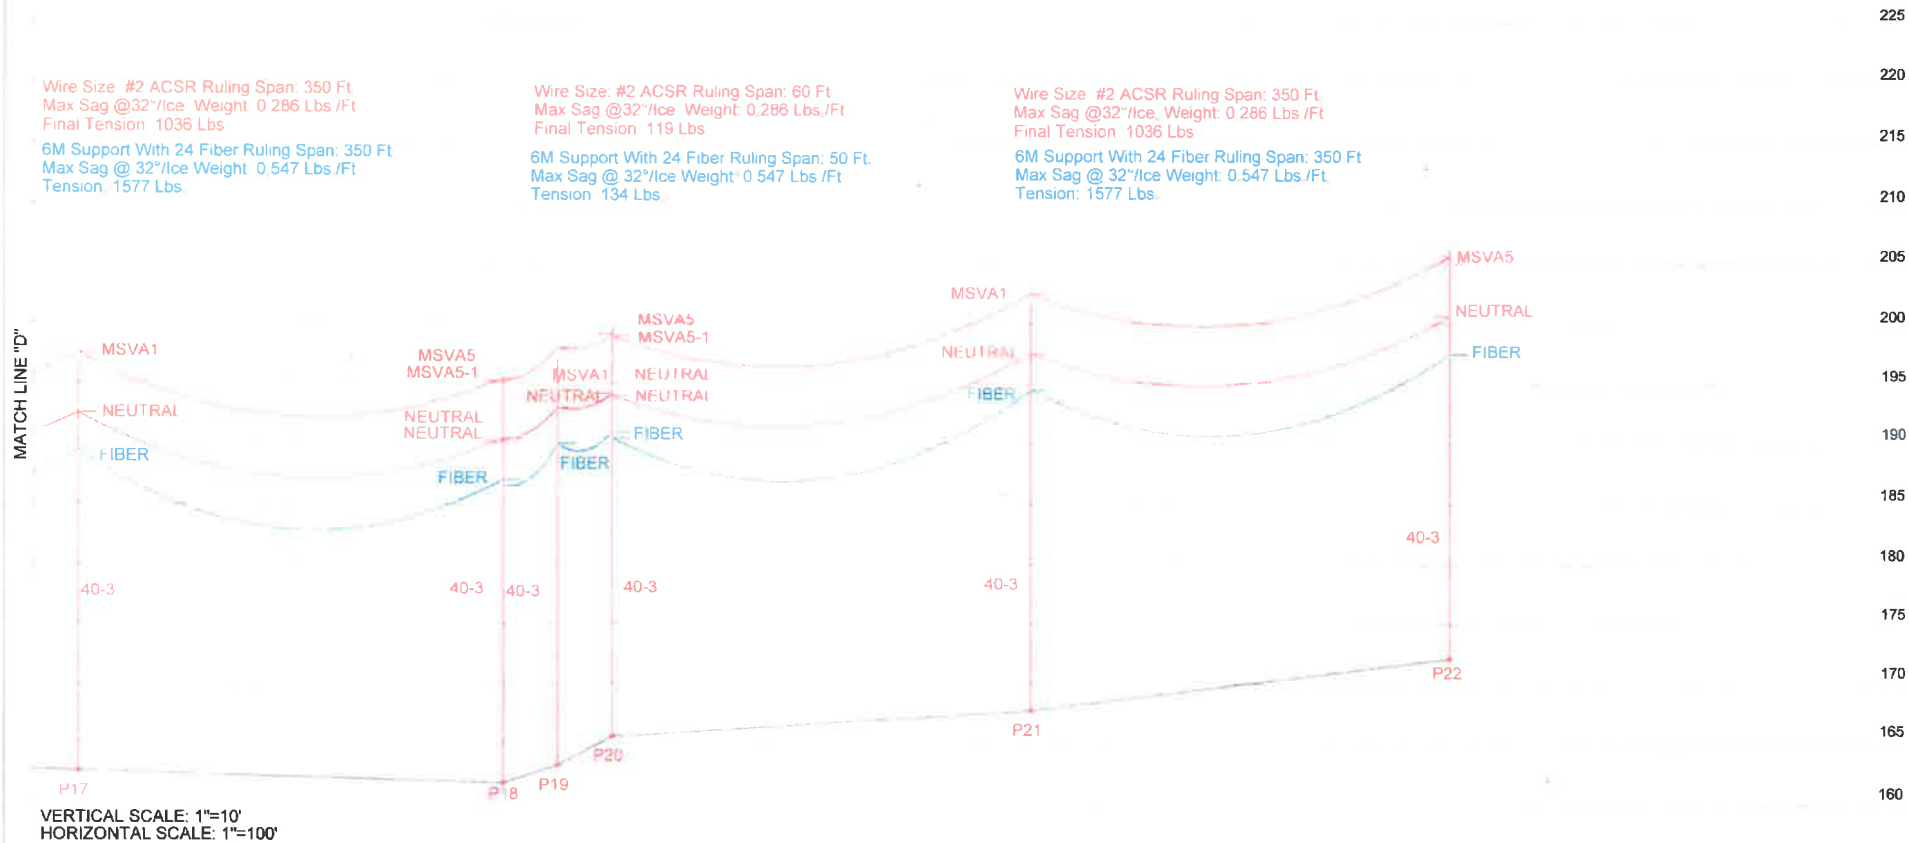 225
220
215
210
205
200
195
190
185
180
175
170
165
160
Wire Size #2 ACSR Ruling Span: 350 Ft.
Max Sag @32°/Ice Weight 0.286 Lbs /Ft
Final Tension 1036 Lbs
6M Support With 24 Fiber Ruling Span: 350 Ft
Max Sag @ 32°/Ice Weight 0.547 Lbs /Ft
Tension 1577 Lbs.
Wire Size: #2 ACSR Ruling Span: 60 Ft
Max Sag @32°/Ice Weight: 0.286 Lbs./Ft
Final Tension 119 Lbs
6M Support With 24 Fiber Ruling Span: 50 Ft.
Max Sag @ 32°/Ice Weight 0 547 Lbs /Ft
Tension 134 Lbs.
Wire Size #2 ACSR Ruling Span: 350 Ft.
Max Sag @32°/Ice. Weight: 0 286 Lbs /Ft
Final Tension 1036 Lbs
6M Support With 24 Fiber Ruling Span: 350 Ft
Max Sag @ 32°/Ice Weight: 0.547 Lbs./Ft.
Tension: 1577 Lbs.
MATCH LINE "D"
MSVA1
NEUTRAL
FIBER
40-3
P17
MSVA5
MSVA5-1
NEUTRAL
NEUTRAL
FIBER
40-3
P18
MSVA1
NEUTRAL
FIBER
40-3
P19
MSVA5
MSVA5-1
NEUTRAL
NEUTRAL
FIBER
40-3
P20
MSVA1
NEUTRAL
FIBER
40-3
P21
MSVA5
NEUTRAL
FIBER
40-3
P22
VERTICAL SCALE: 1"=10'
HORIZONTAL SCALE: 1"=100'